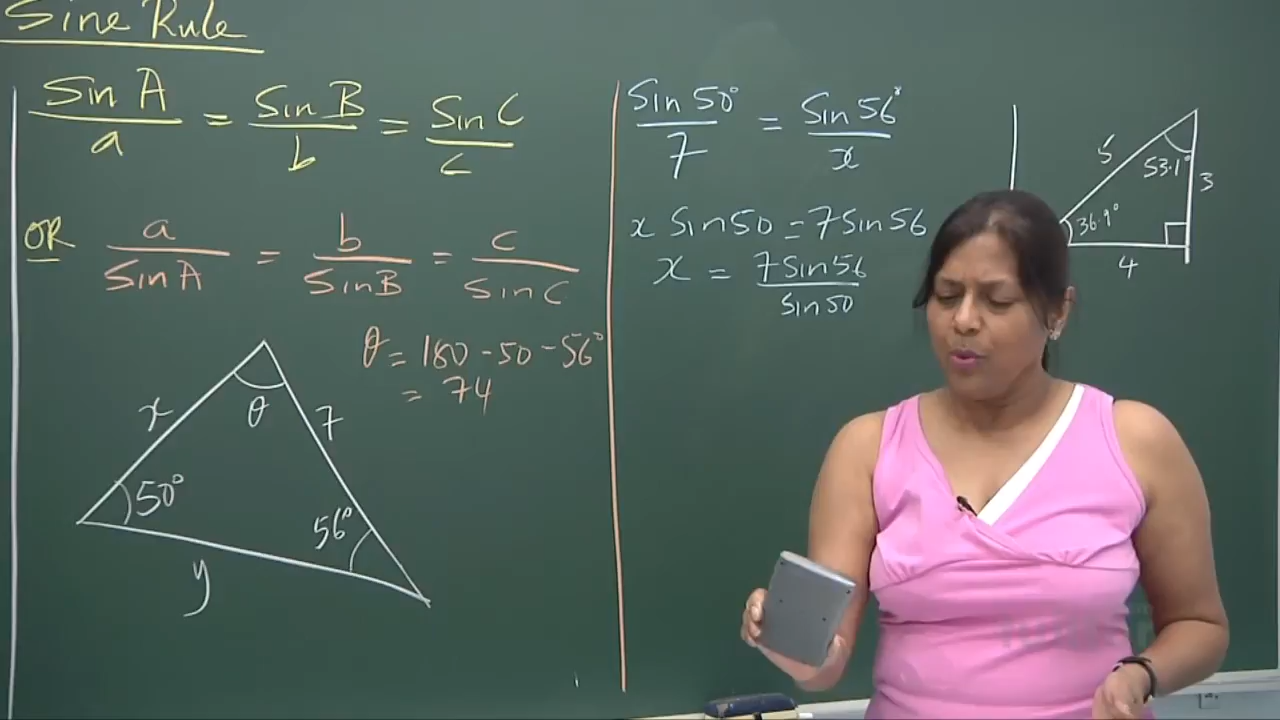 Sine Rule
Sin A / a = Sin B / b = Sin C / c
OR a / Sin A = b / Sin B = c / Sin C
θ = 180 - 50 - 56°
= 74
x
θ
7
50°
56°
y
Sin 50° / 7 = Sin 56° / x
x Sin 50 = 7 Sin 56
x = 7 Sin 56 / Sin 50
5
53.1°
3
36.9°
4